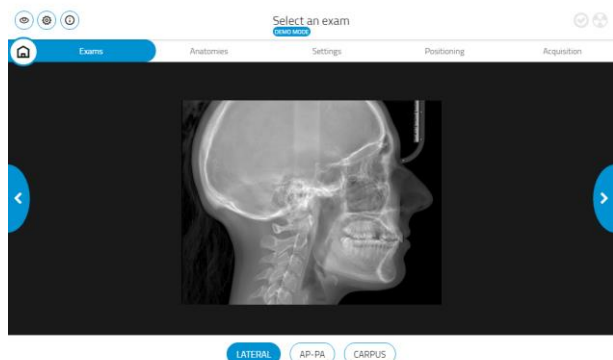 Select an exam
DEMO MODE
Exams
Anatomies
Settings
Positioning
Acquisition
LATERAL
AP-PA
CARPUS